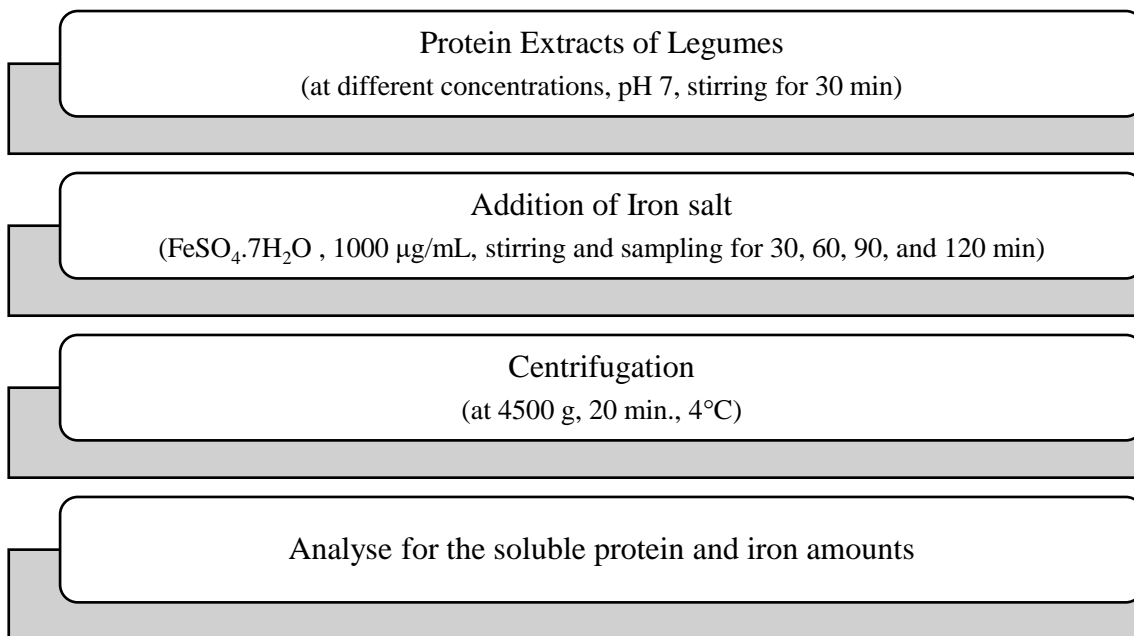 Protein Extracts of Legumes
(at different concentrations, pH 7, stirring for 30 min)
Addition of Iron salt
(FeSO₄.7H₂O , 1000 µg/mL, stirring and sampling for 30, 60, 90, and 120 min)
Centrifugation
(at 4500 g, 20 min., 4°C)
Analyse for the soluble protein and iron amounts